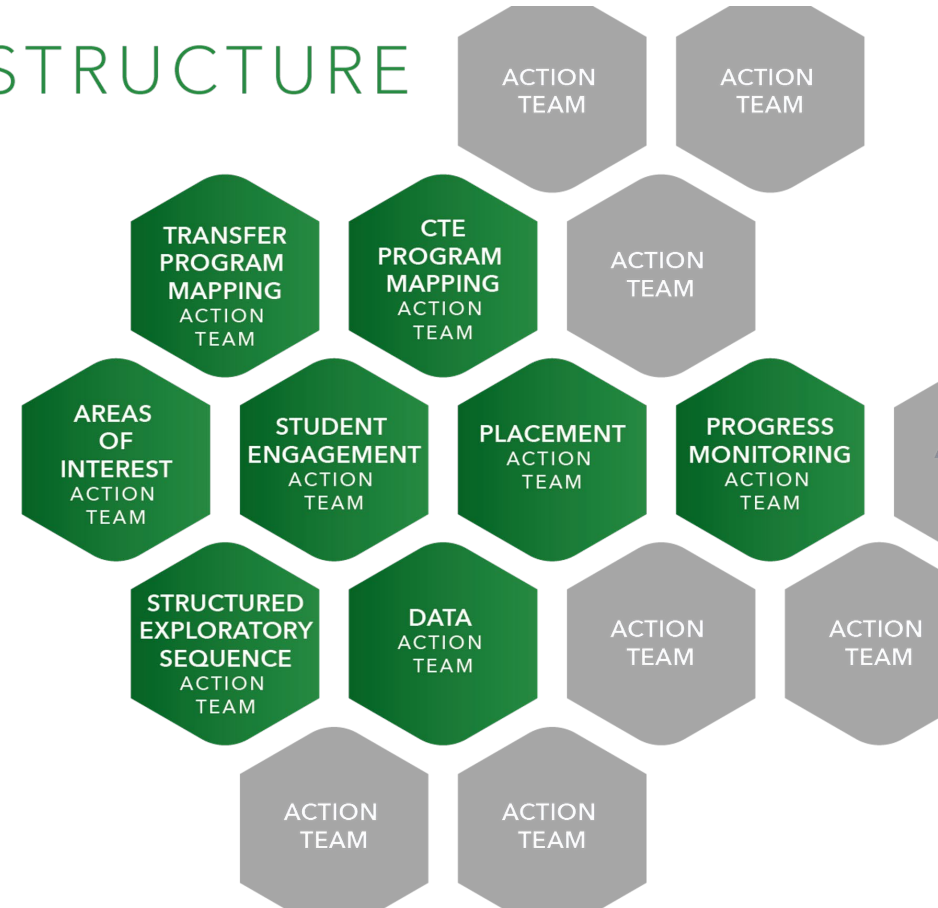 STRUCTURE
ACTION
TEAM
ACTION
TEAM
TRANSFER
PROGRAM
MAPPING
ACTION
TEAM
CTE
PROGRAM
MAPPING
ACTION
TEAM
ACTION
TEAM
AREAS
OF
INTEREST
ACTION
TEAM
STUDENT
ENGAGEMENT
ACTION
TEAM
PLACEMENT
ACTION
TEAM
PROGRESS
MONITORING
ACTION
TEAM
STRUCTURED
EXPLORATORY
SEQUENCE
ACTION
TEAM
DATA
ACTION
TEAM
ACTION
TEAM
ACTION
TEAM
ACTION
TEAM
ACTION
TEAM